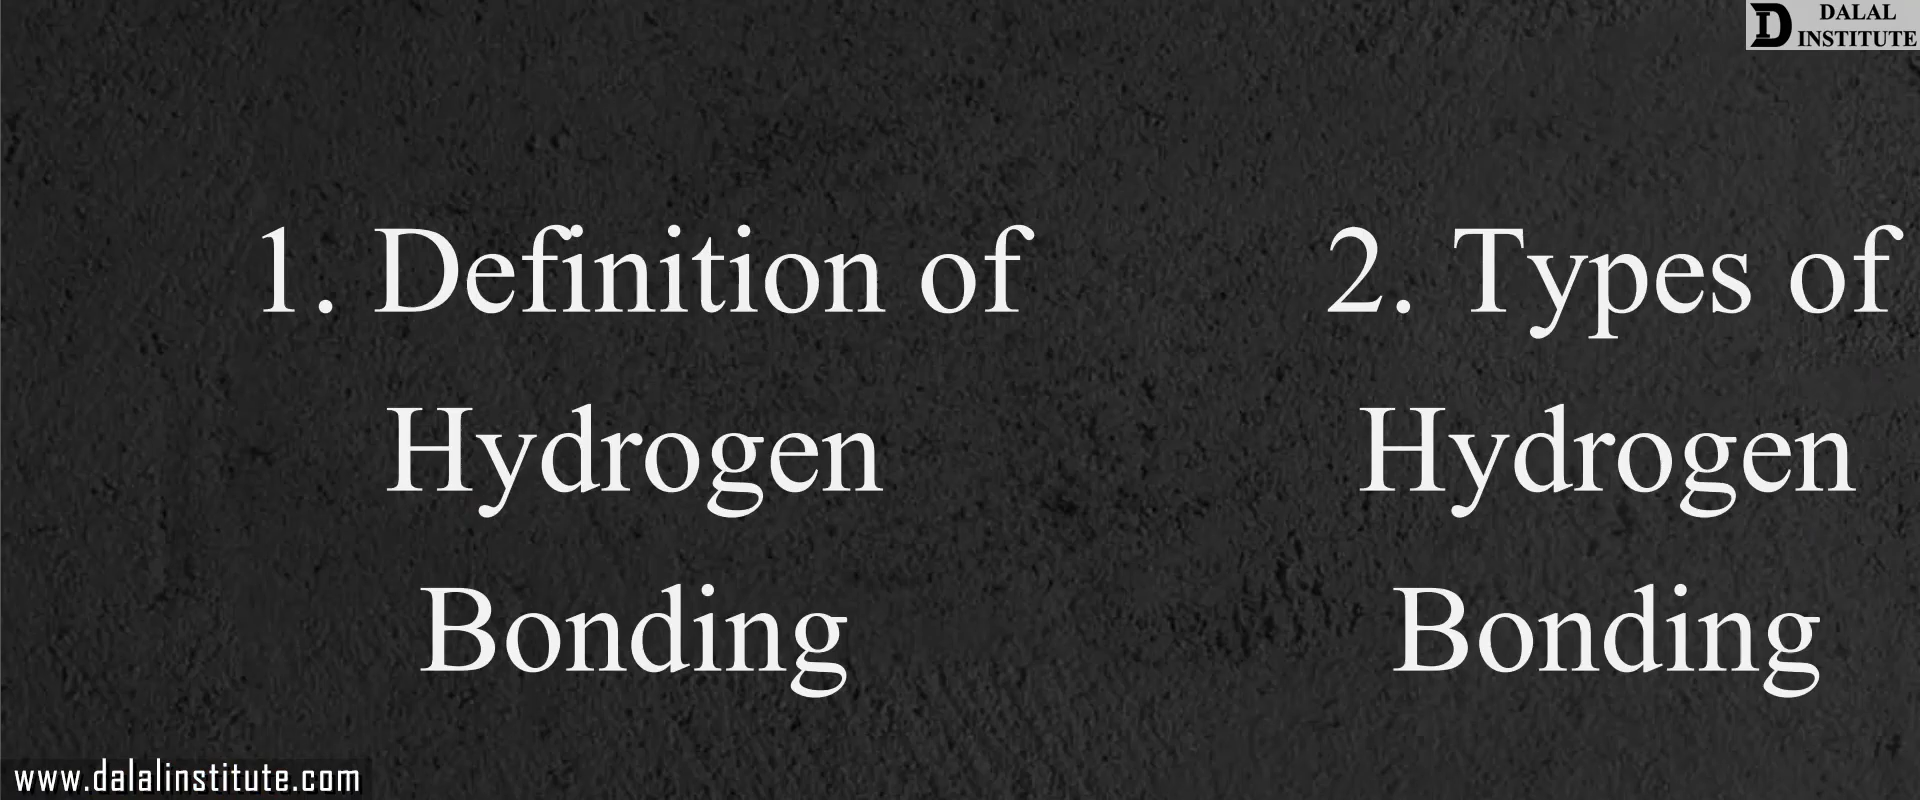 DALAL
INSTITUTE
1. Definition of
Hydrogen
Bonding
2. Types of
Hydrogen
Bonding
www.dalalinstitute.com